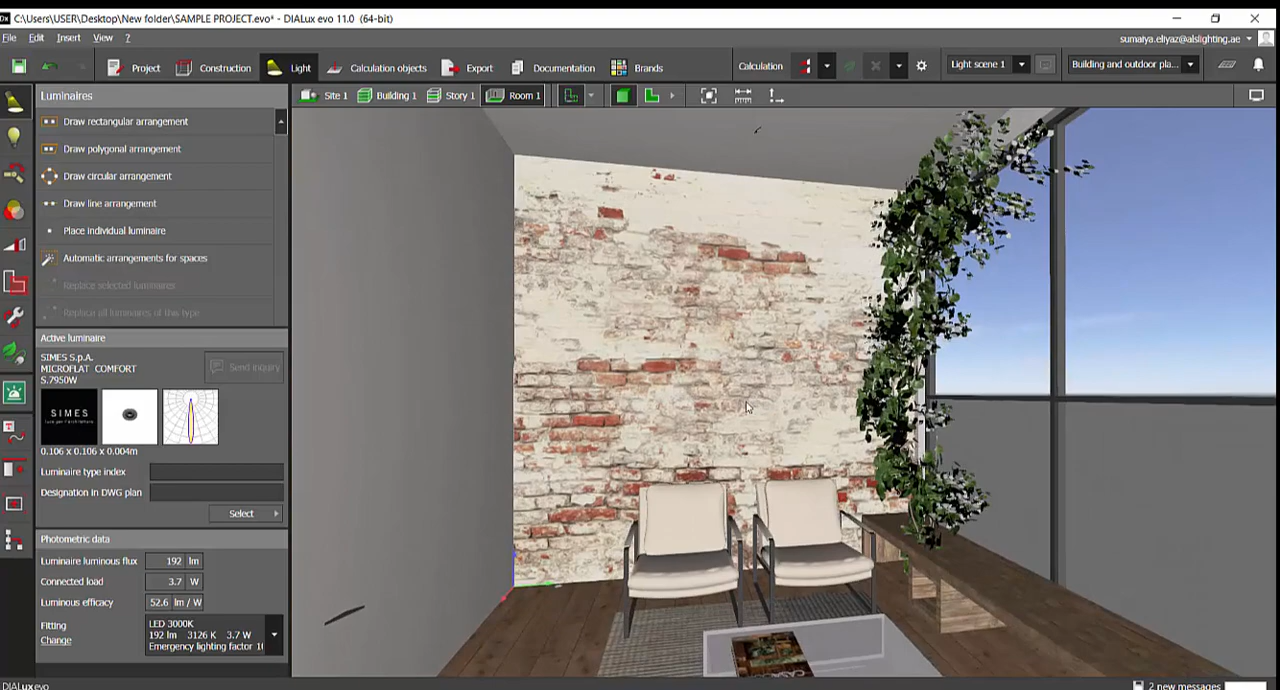 C:\Users\USER\Desktop\New folder\SAMPLE PROJECT.evo* - DIALux evo 11.0 (64-bit)
File Edit Insert View ?
sumaiya.eliyaz@alslighting.ae
Project Construction Light Calculation objects Export Documentation Brands Calculation Light scene 1 Building and outdoor pla...
Luminaires
Site 1 Building 1 Story 1 Room 1
Draw rectangular arrangement
Draw polygonal arrangement
Draw circular arrangement
Draw line arrangement
Place individual luminaire
Automatic arrangements for spaces
Replace selected luminaires
Replace all luminaires of this type
Active luminaire
SIMES S.p.A.
MICROFLAT COMFORT
S.7950W
Send inquiry
SIMES
0.106 x 0.106 x 0.004m
Luminaire type index
Designation in DWG plan
Select
Photometric data
Luminaire luminous flux 192 lm
Connected load 3.7 W
Luminous efficacy 52.6 lm / W
Fitting
Change
LED 3000K
192 lm 3126 K 3.7 W
Emergency lighting factor
DIALux evo
2 new messages